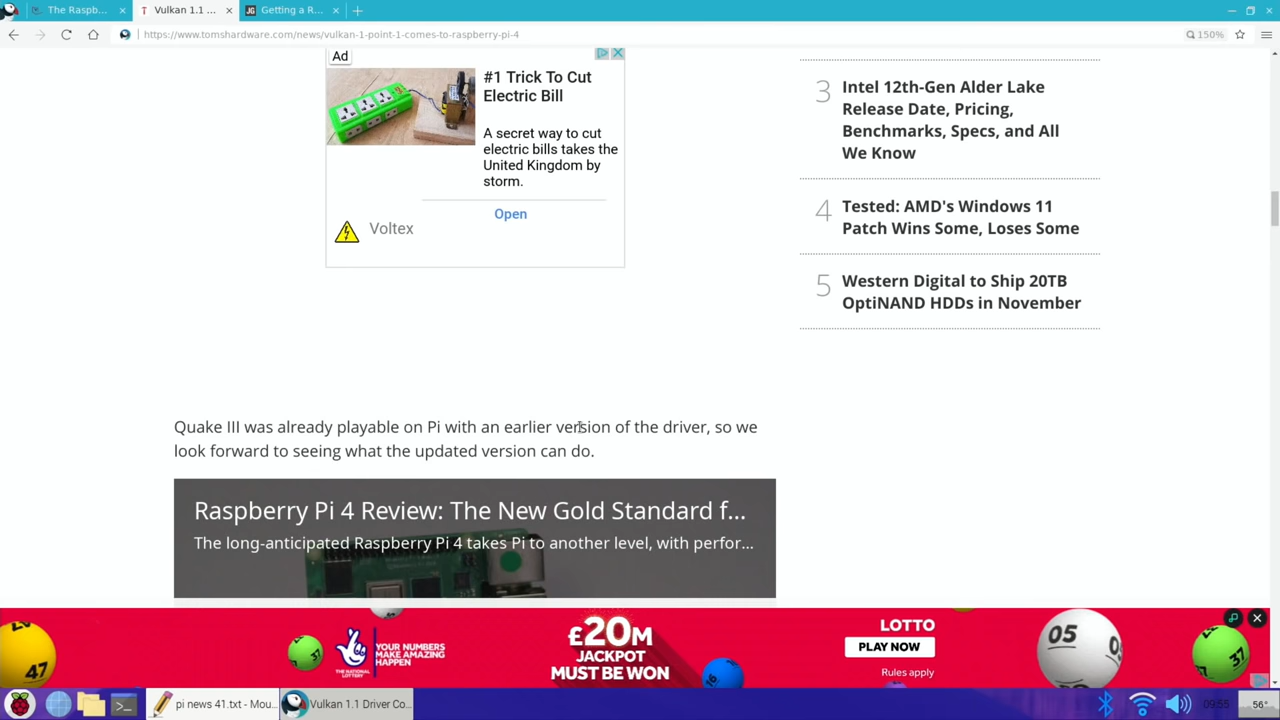 The Raspb...
Vulkan 1.1 ...
Getting a R...
https://www.tomshardware.com/news/vulkan-1-point-1-comes-to-raspberry-pi-4
150%
Ad
#1 Trick To Cut
Electric Bill
A secret way to cut
electric bills takes the
United Kingdom by
storm.
Open
Voltex
3
Intel 12th-Gen Alder Lake
Release Date, Pricing,
Benchmarks, Specs, and All
We Know
4
Tested: AMD's Windows 11
Patch Wins Some, Loses Some
5
Western Digital to Ship 20TB
OptiNAND HDDs in November
Quake III was already playable on Pi with an earlier version of the driver, so we
look forward to seeing what the updated version can do.
Raspberry Pi 4 Review: The New Gold Standard f...
The long-anticipated Raspberry Pi 4 takes Pi to another level, with perfor...
47
THE NATIONAL
LOTTERY
YOUR NUMBERS
MAKE AMAZING
HAPPEN
£20M
JACKPOT
MUST BE WON
LOTTO
PLAY NOW
Rules apply
05
37
pi news 41.txt - Mou...
Vulkan 1.1 Driver Co...
09:55
56°